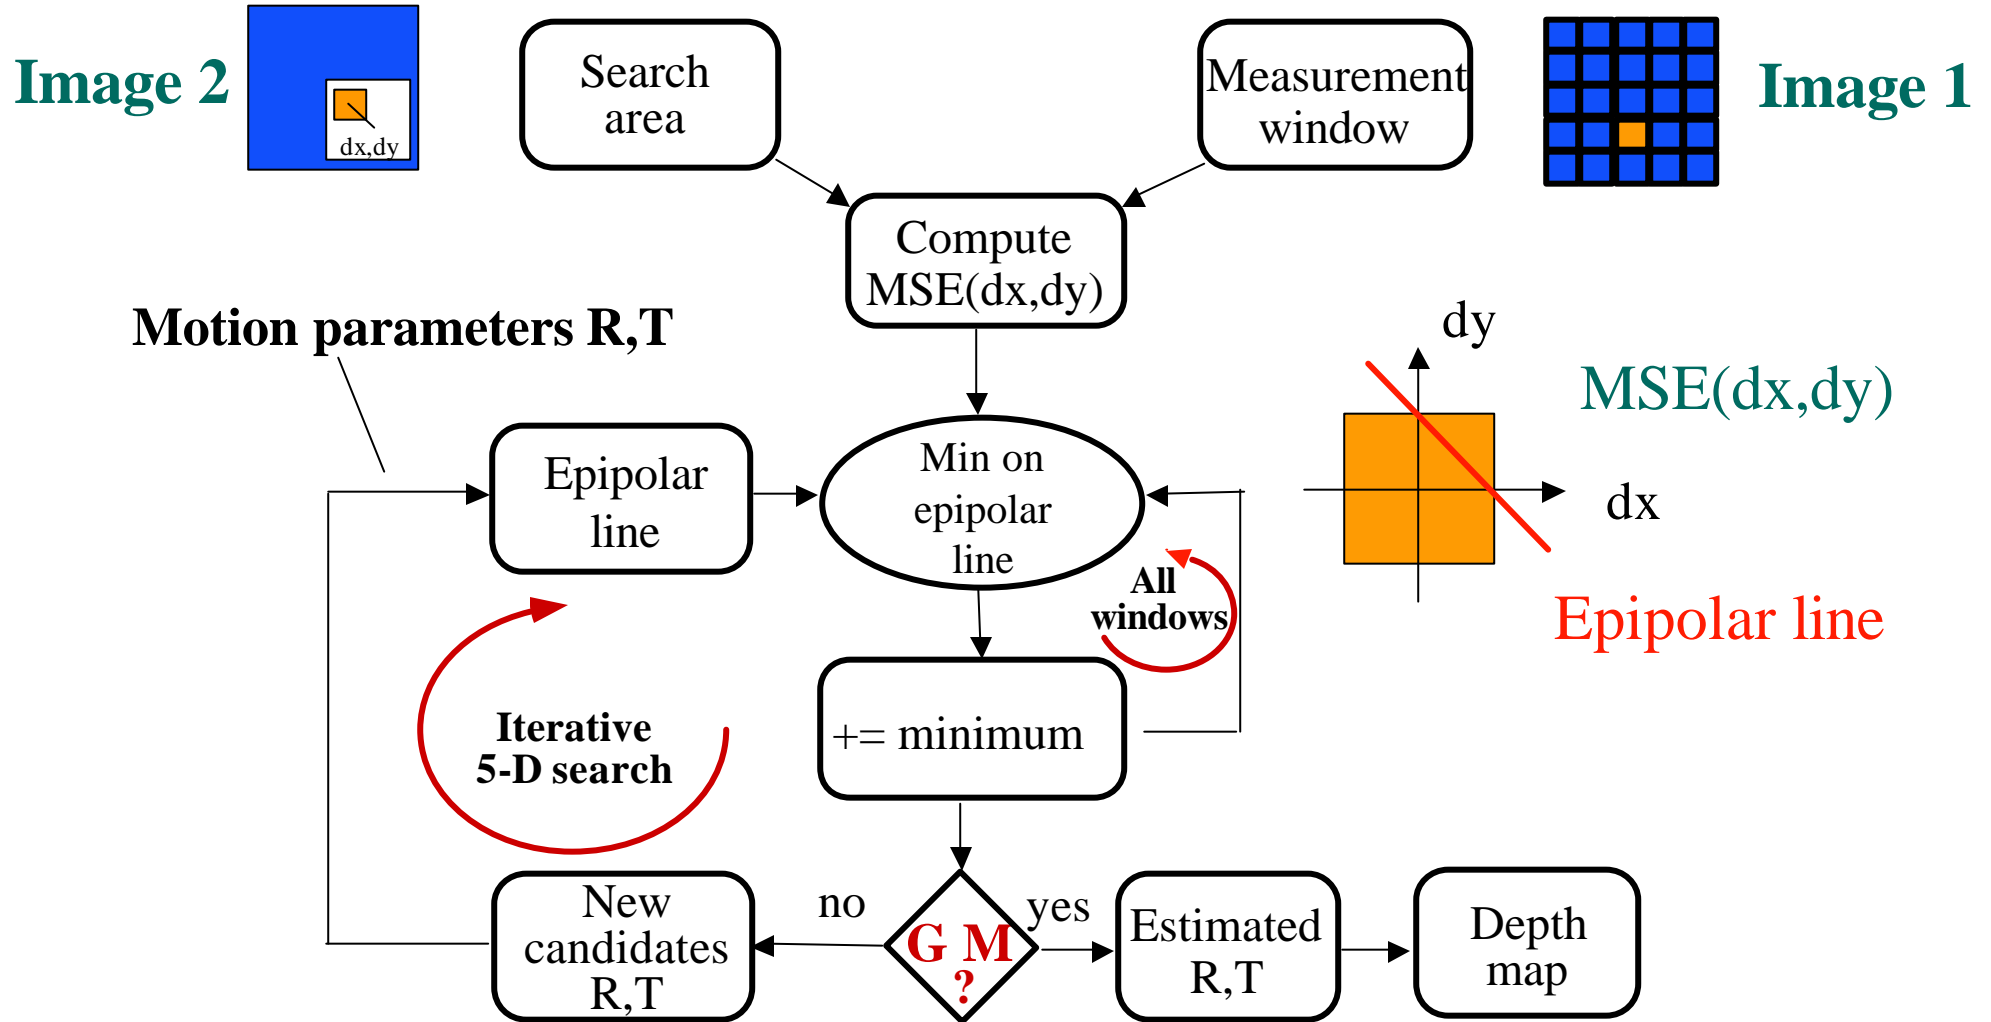 Image 2
dx,dy
Search
area
Measurement
window
Image 1
Compute
MSE(dx,dy)
Motion parameters R,T
dy
MSE(dx,dy)
dx
Epipolar line
Epipolar
line
Min on
epipolar
line
All
windows
Iterative
5-D search
+= minimum
New
candidates
R,T
no
G M
?
yes
Estimated
R,T
Depth
map